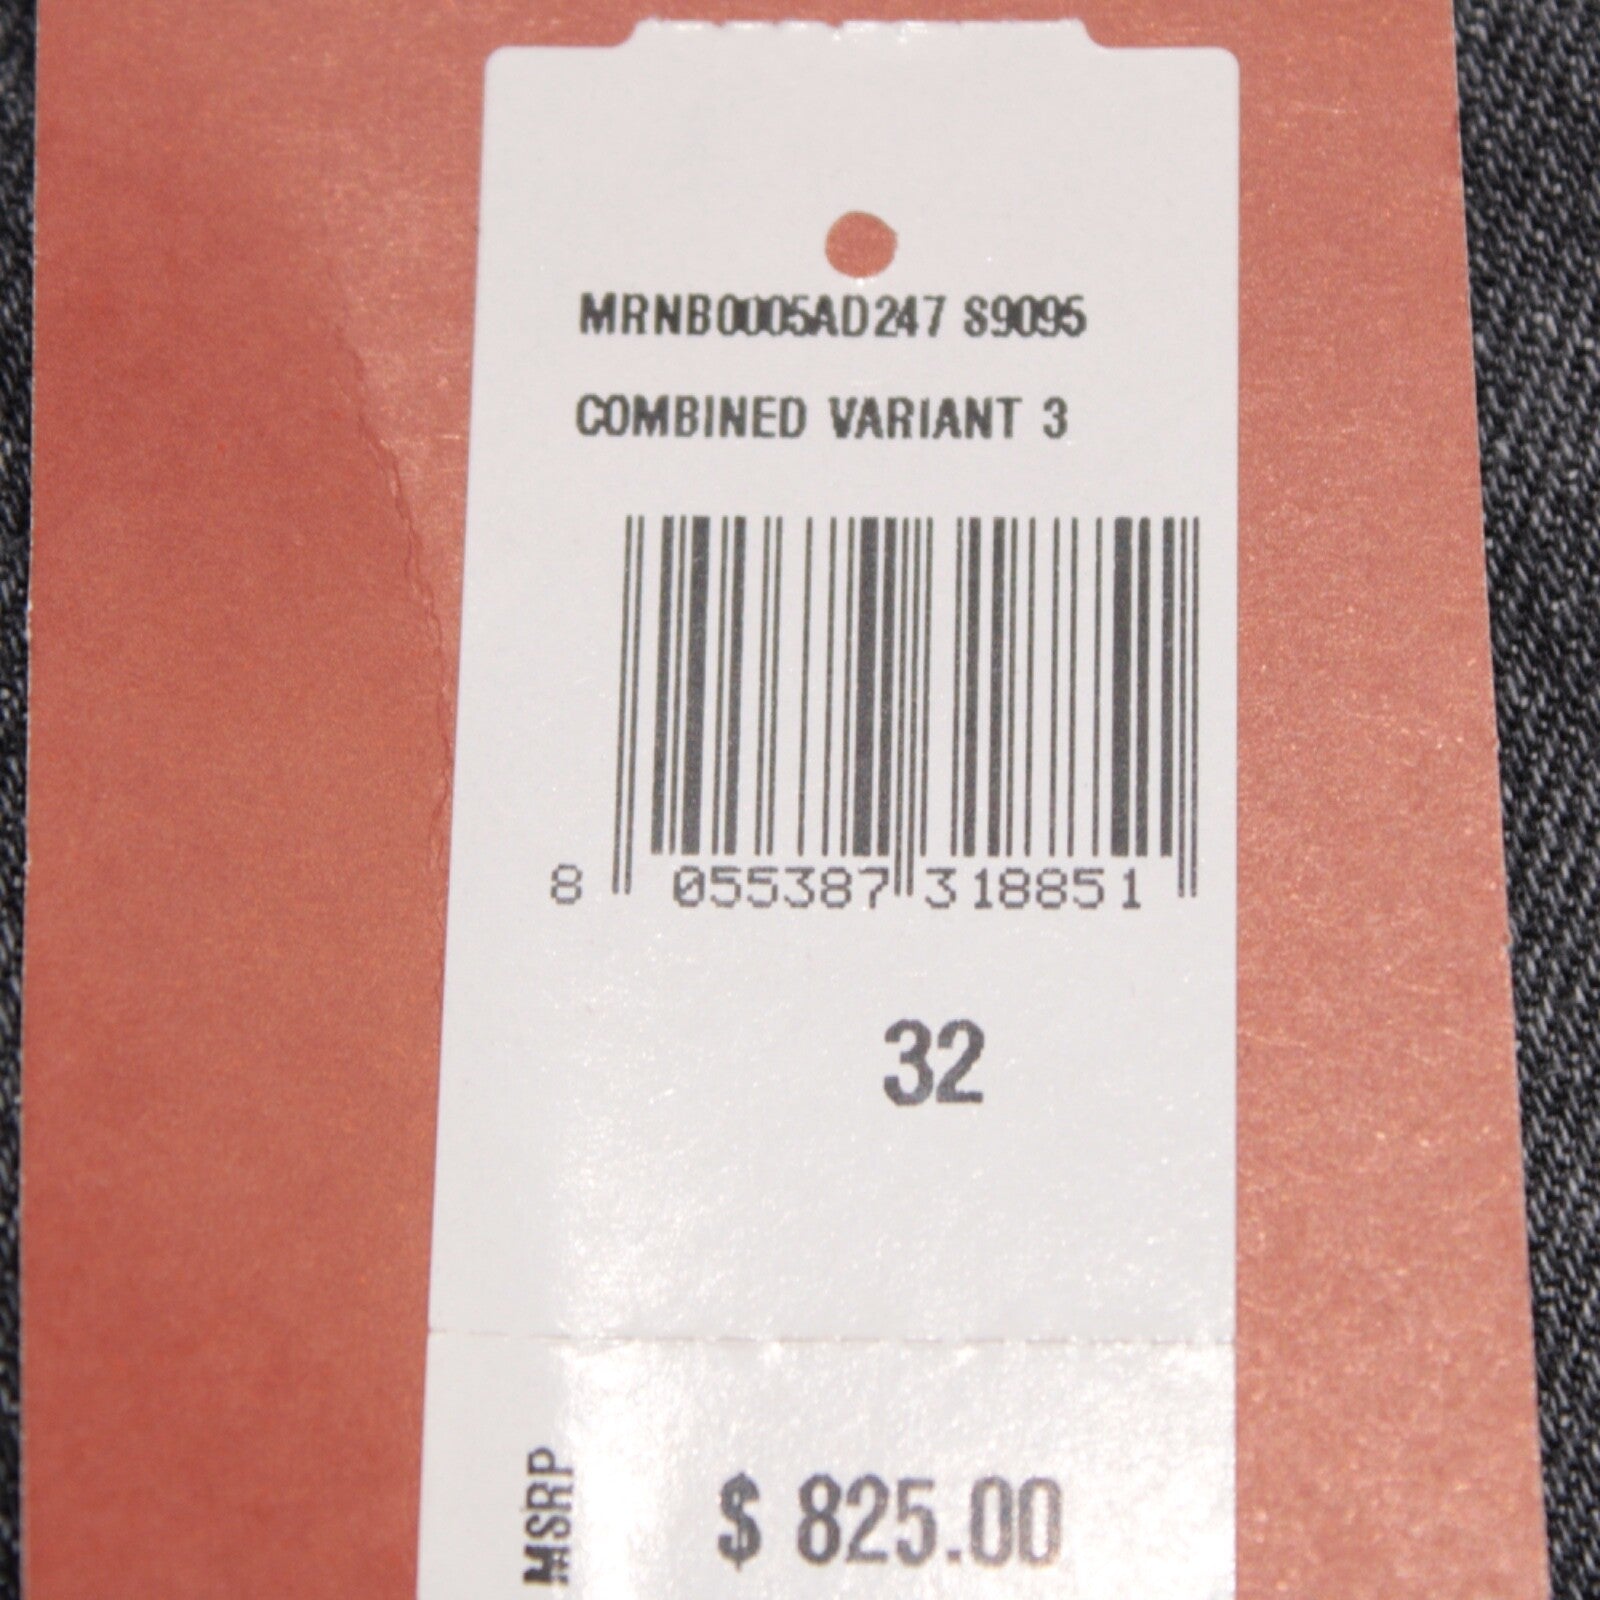 MRNB0005AD247 S9095
COMBINED VARIANT 3
8 055387 318851
32
MSRP $ 825.00